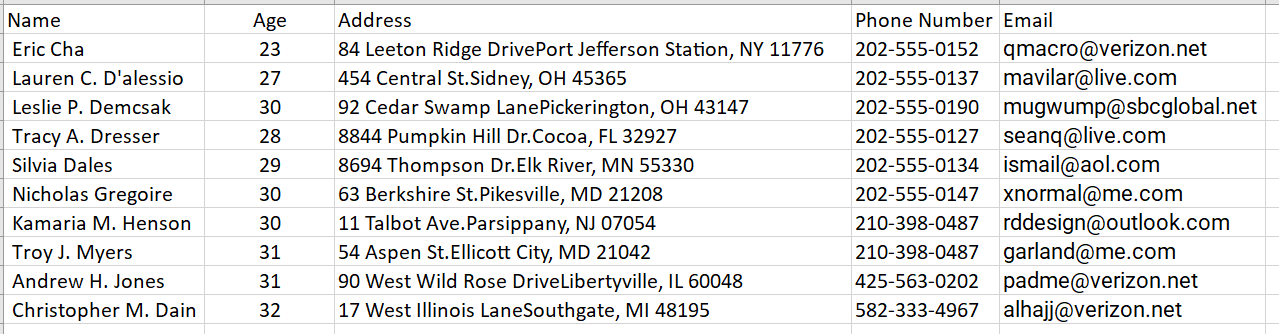 Name Age Address Phone Number Email
Eric Cha 23 84 Leeton Ridge DrivePort Jefferson Station, NY 11776 202-555-0152 qmacro@verizon.net
Lauren C. D'alessio 27 454 Central St.Sidney, OH 45365 202-555-0137 mavilar@live.com
Leslie P. Demcsak 30 92 Cedar Swamp LanePickerington, OH 43147 202-555-0190 mugwump@sbcglobal.net
Tracy A. Dresser 28 8844 Pumpkin Hill Dr.Cocoa, FL 32927 202-555-0127 seanq@live.com
Silvia Dales 29 8694 Thompson Dr.Elk River, MN 55330 202-555-0134 ismail@aol.com
Nicholas Gregoire 30 63 Berkshire St.Pikesville, MD 21208 202-555-0147 xnormal@me.com
Kamaria M. Henson 30 11 Talbot Ave.Parsippany, NJ 07054 210-398-0487 rddesign@outlook.com
Troy J. Myers 31 54 Aspen St.Ellicott City, MD 21042 210-398-0487 garland@me.com
Andrew H. Jones 31 90 West Wild Rose DriveLibertyville, IL 60048 425-563-0202 padme@verizon.net
Christopher M. Dain 32 17 West Illinois LaneSouthgate, MI 48195 582-333-4967 alhajj@verizon.net